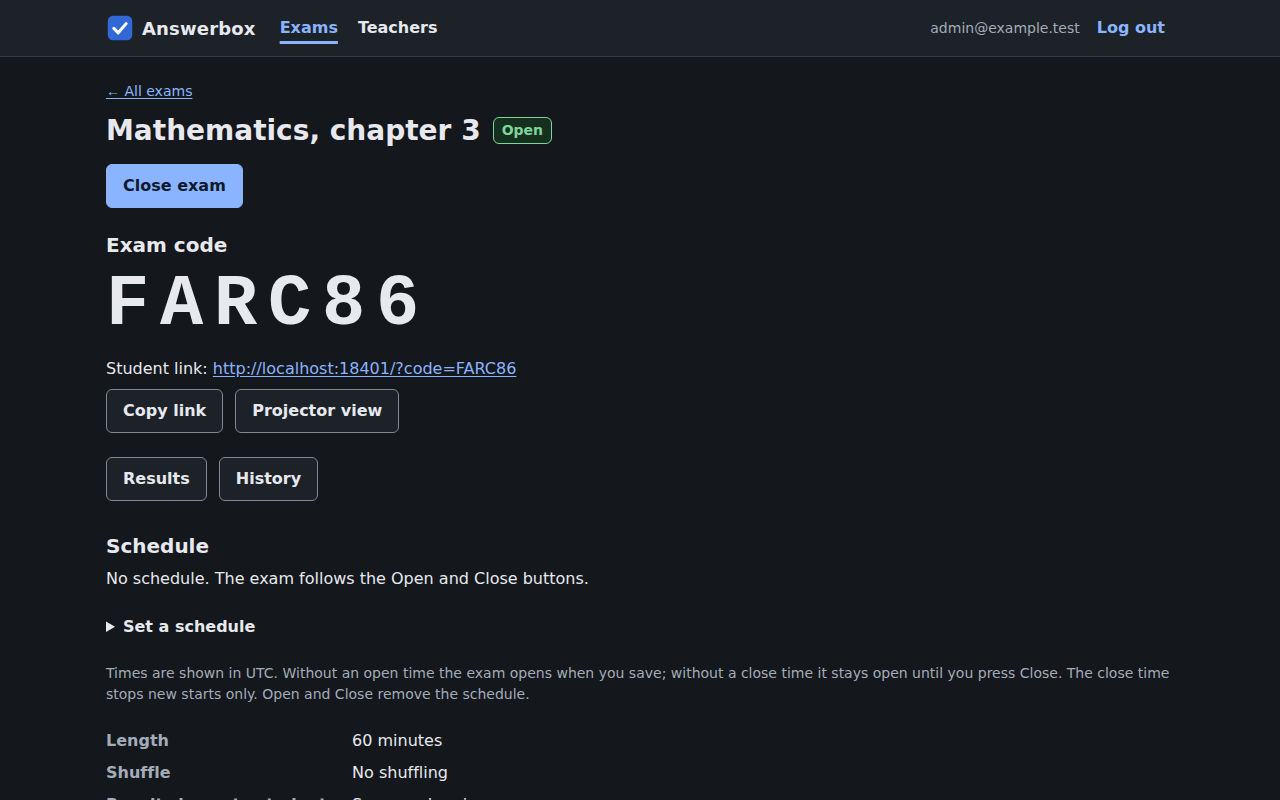 Answerbox Exams Teachers admin@example.test Log out
← All exams
Mathematics, chapter 3 Open
Close exam
Exam code
FARC86
Student link: http://localhost:18401/?code=FARC86
Copy link Projector view
Results History
Schedule
No schedule. The exam follows the Open and Close buttons.
Set a schedule
Times are shown in UTC. Without an open time the exam opens when you save; without a close time it stays open until you press Close. The close time
stops new starts only. Open and Close remove the schedule.
Length 60 minutes
Shuffle No shuffling